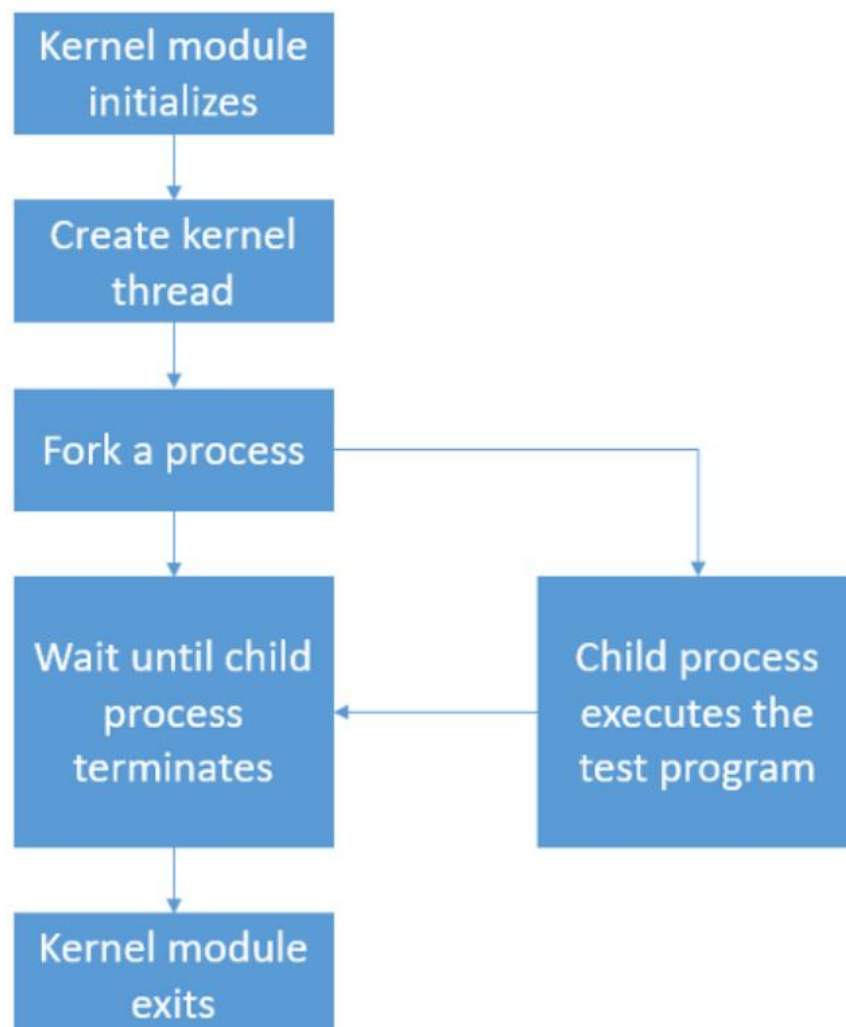 Kernel module
initializes
Create kernel
thread
Fork a process
Wait until child
process
terminates
Child process
executes the
test program
Kernel module
exits